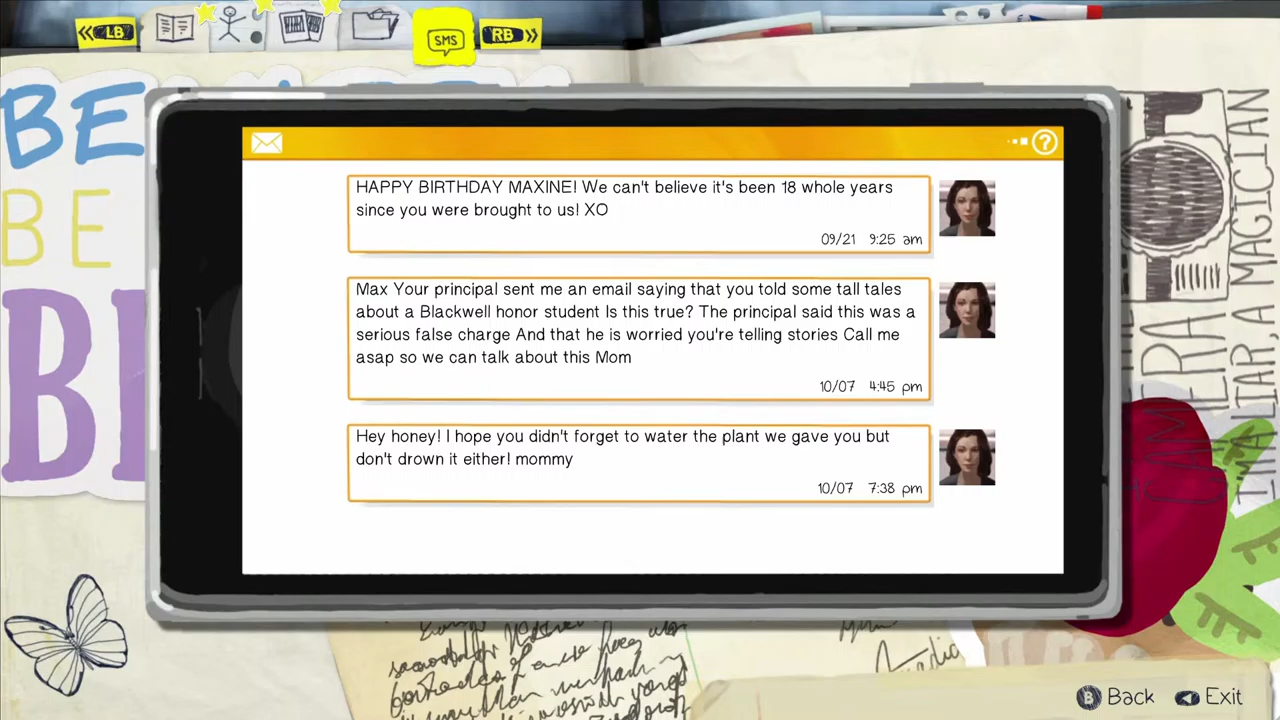 LB
SMS
RB
HAPPY BIRTHDAY MAXINE! We can't believe it's been 18 whole years
since you were brought to us! XO
09/21 9:25 am
Max Your principal sent me an email saying that you told some tall tales
about a Blackwell honor student Is this true? The principal said this was a
serious false charge And that he is worried you're telling stories Call me
asap so we can talk about this Mom
10/07 4:45 pm
Hey honey! I hope you didn't forget to water the plant we gave you but
don't drown it either! mommy
10/07 7:38 pm
BE
BE
MAGICIAN
B Back
Exit